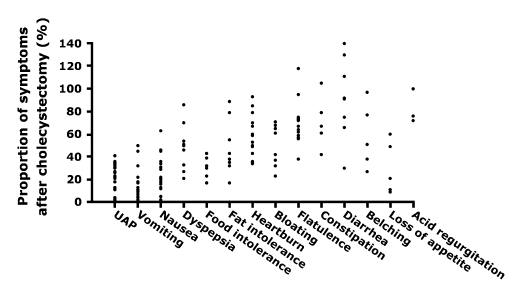 Proportion of symptoms
after cholecystectomy (%)
140
120
100
80
60
40
20
0
UAP
Vomiting
Nausea
Dyspepsia
Food intolerance
Fat intolerance
Heartburn
Bloating
Flatulence
Constipation
Diarrhea
Belching
Loss of appetite
Acid regurgitation